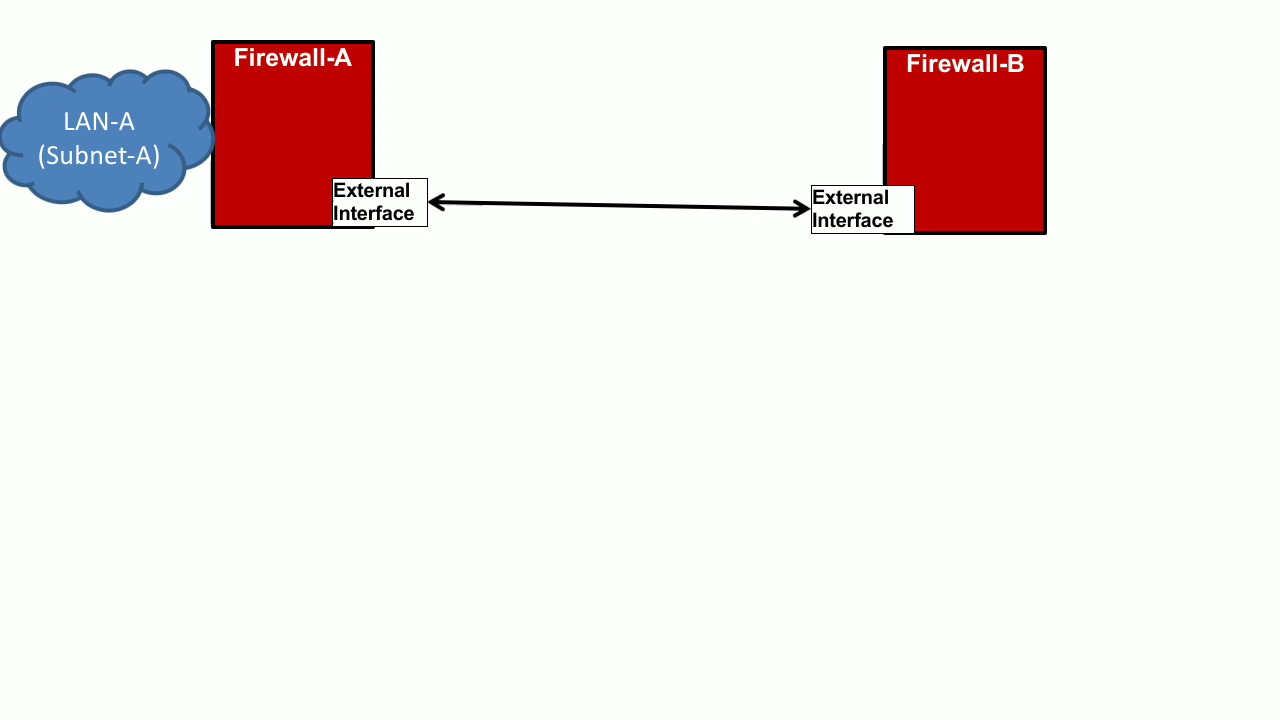 Firewall-A
Firewall-B
LAN-A
(Subnet-A)
External
Interface
External
Interface